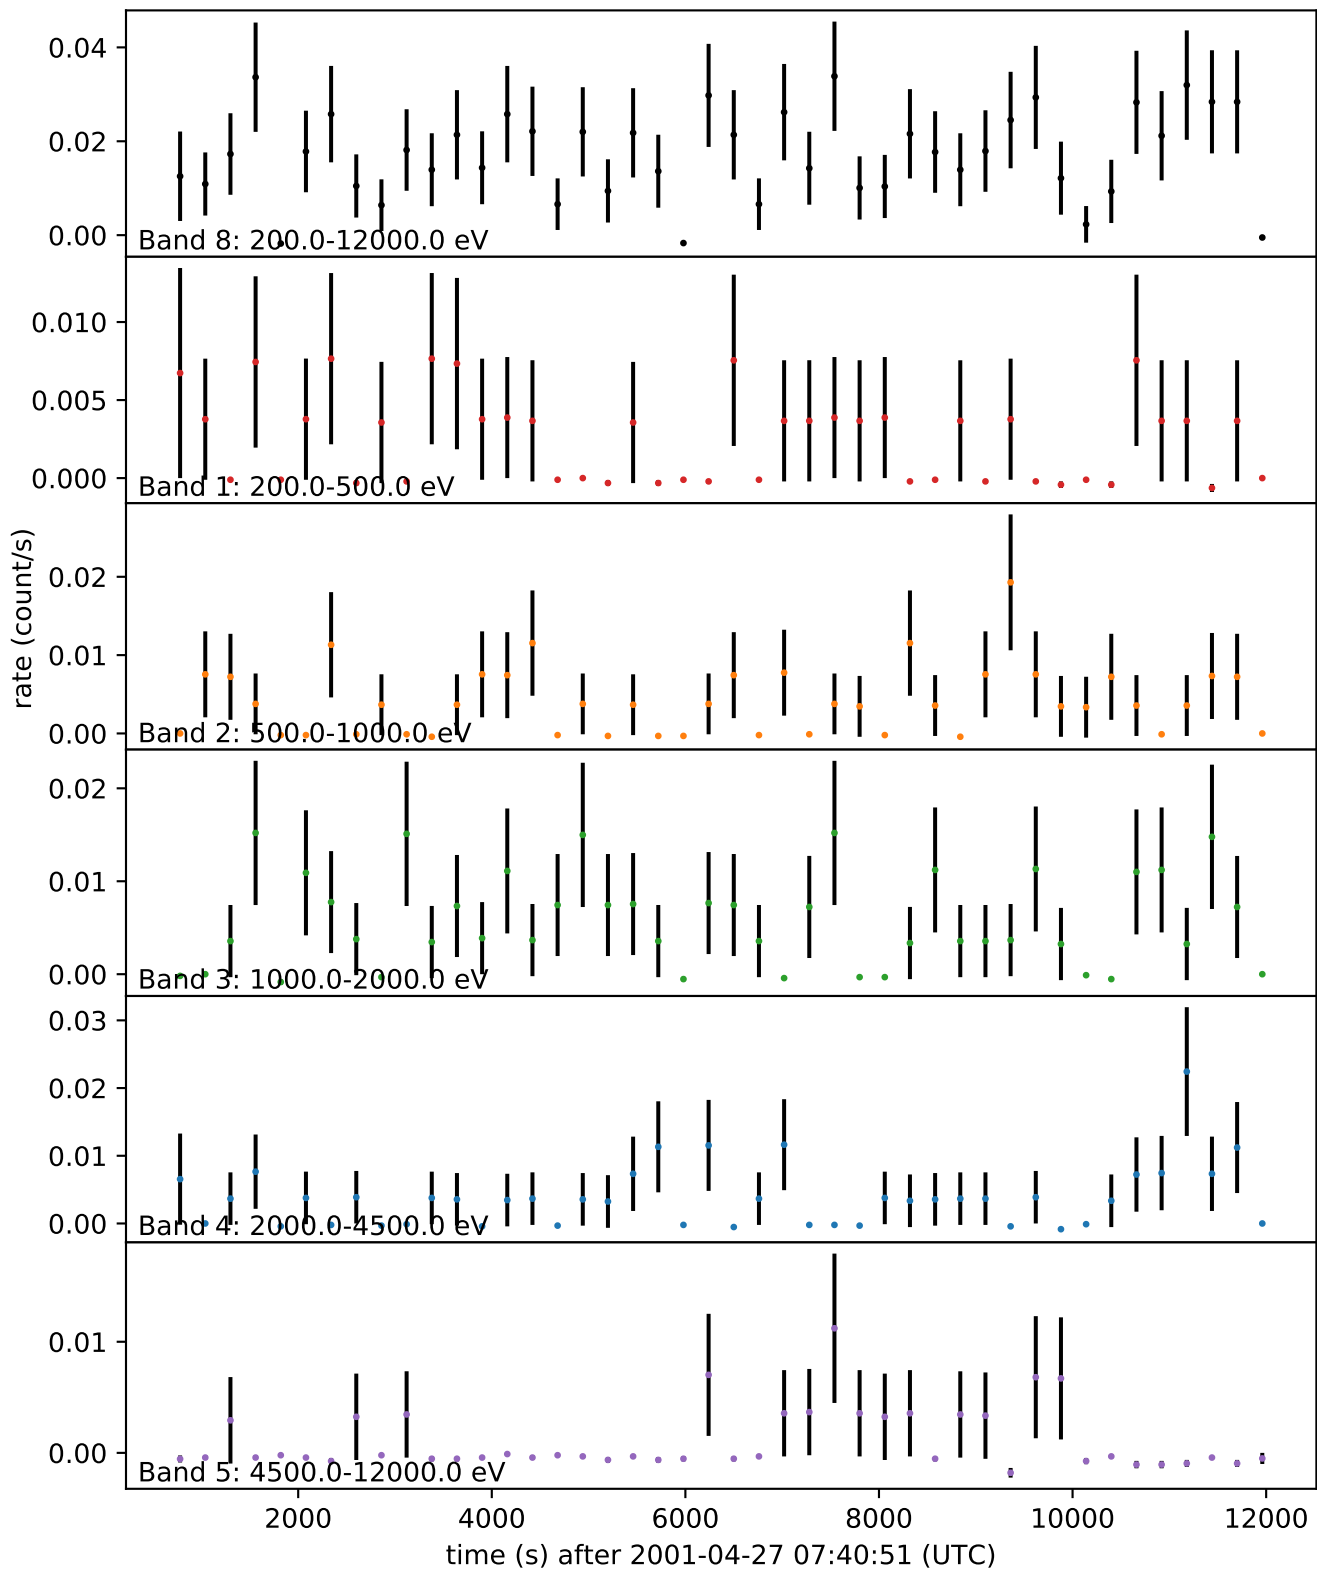 0.04
0.02
0.00
Band 8: 200.0-12000.0 eV
0.010
0.005
0.000
Band 1: 200.0-500.0 eV
0.02
0.01
0.00
Band 2: 500.0-1000.0 eV
rate (count/s)
0.02
0.01
0.00
Band 3: 1000.0-2000.0 eV
0.03
0.02
0.01
0.00
Band 4: 2000.0-4500.0 eV
0.01
0.00
Band 5: 4500.0-12000.0 eV
2000 4000 6000 8000 10000 12000
time (s) after 2001-04-27 07:40:51 (UTC)